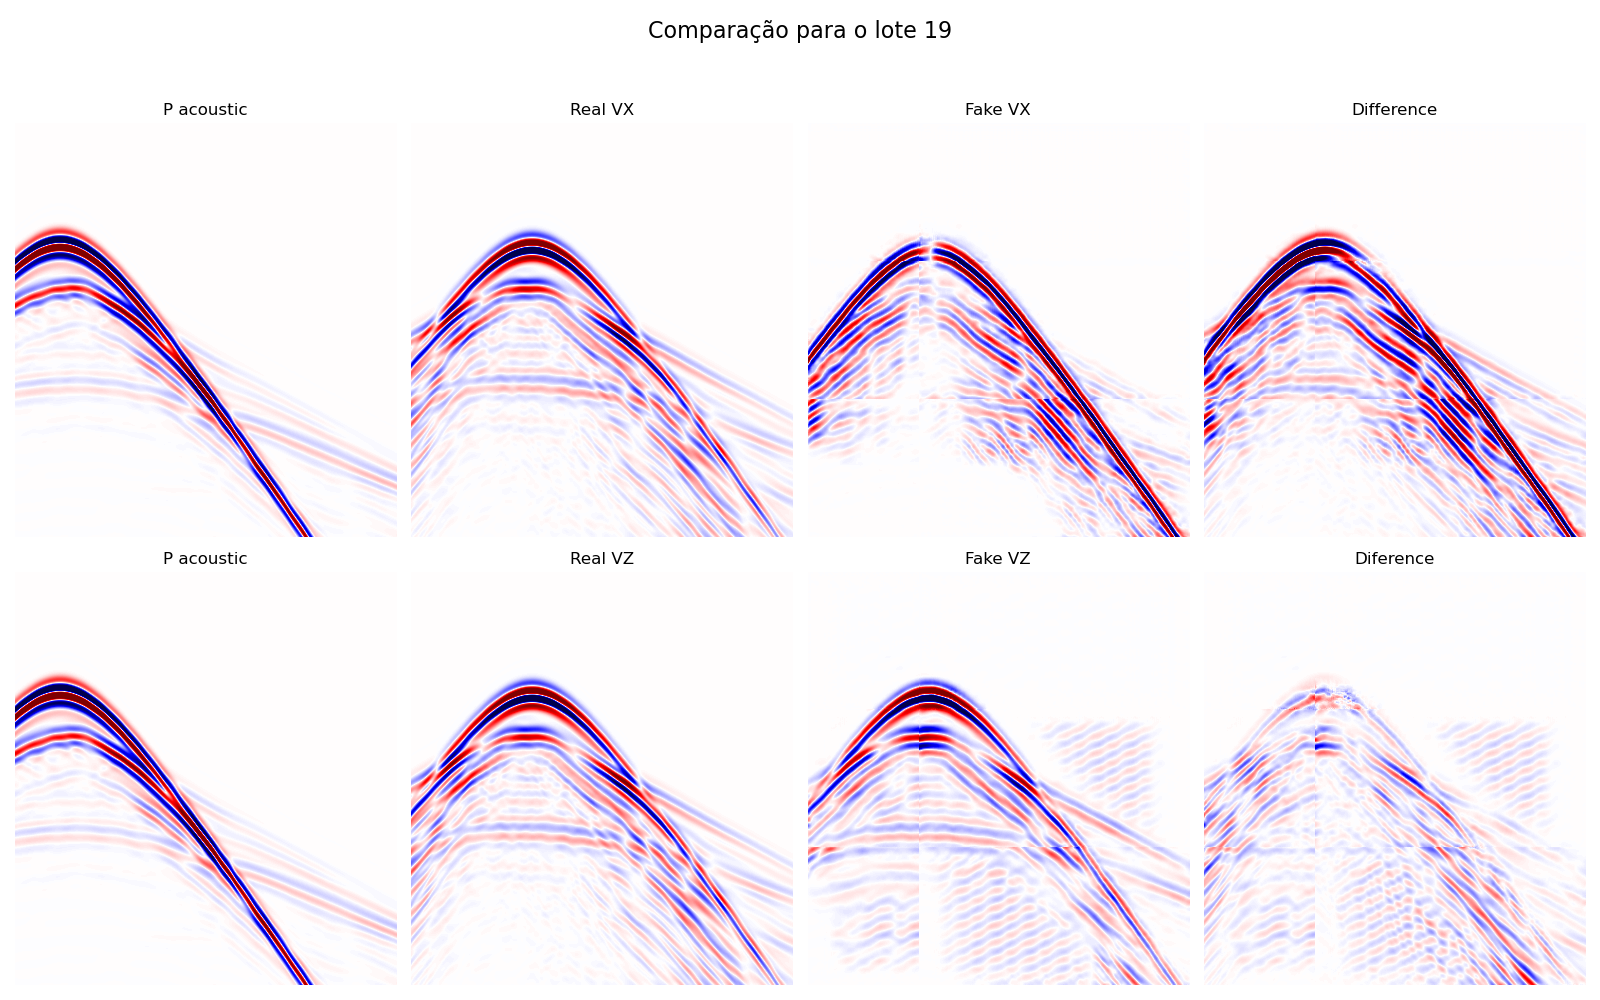 Comparação para o lote 19
P acoustic
Real VX
Fake VX
Difference
P acoustic
Real VZ
Fake VZ
Diference